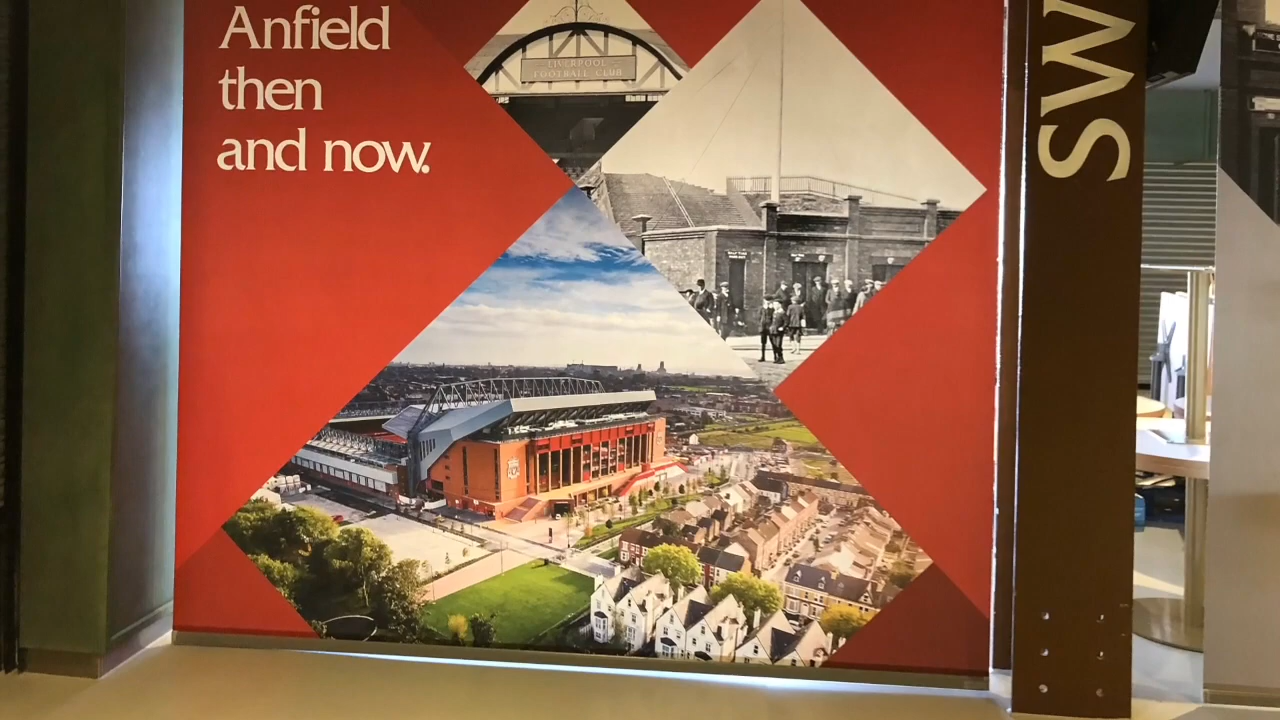 Anfield
then
and now.
LIVERPOOL
FOOTBALL CLUB
SW